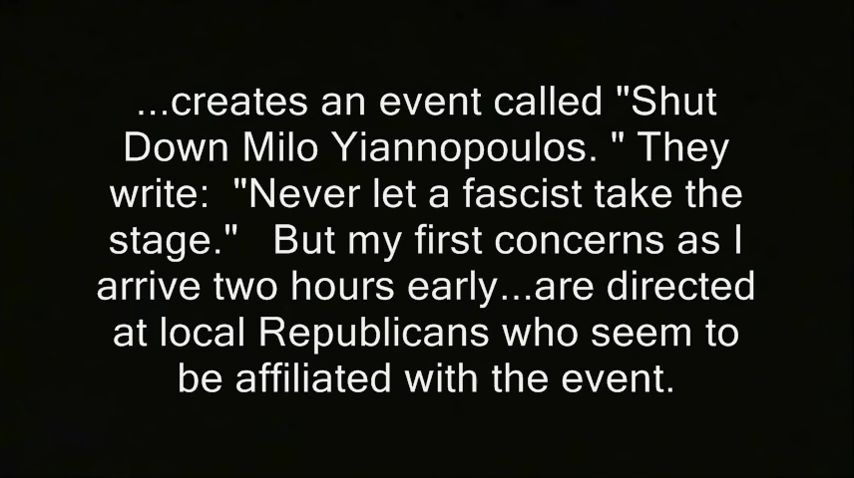 ...creates an event called "Shut
Down Milo Yiannopoulos. " They
write:  "Never let a fascist take the
stage."   But my first concerns as I
arrive two hours early...are directed
at local Republicans who seem to
be affiliated with the event.